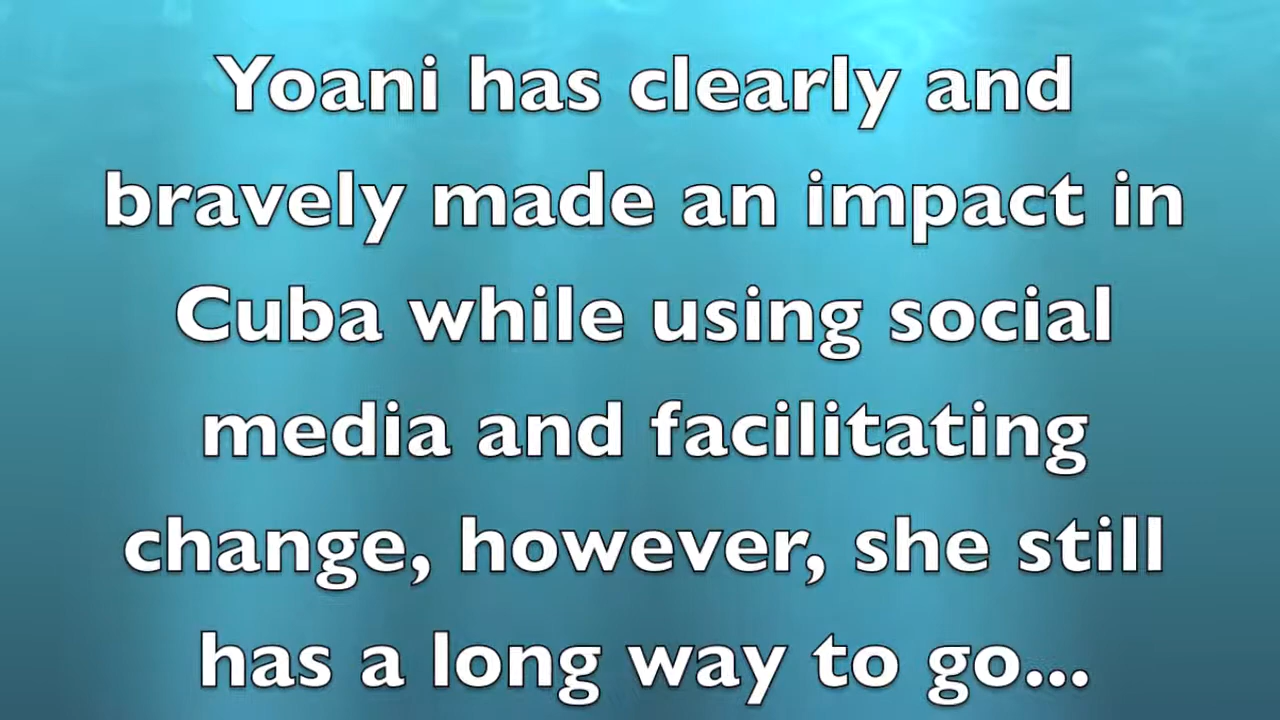 Yoani has clearly and
bravely made an impact in
Cuba while using social
media and facilitating
change, however, she still
has a long way to go...